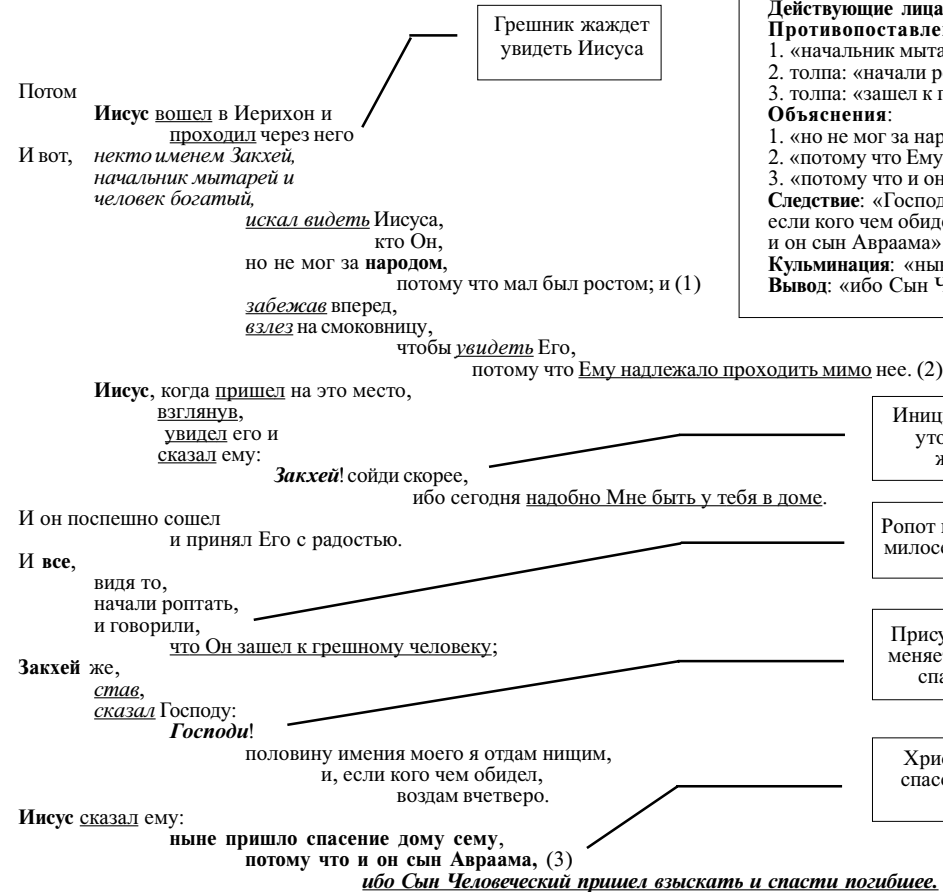 Грешник жаждет
увидеть Иисуса
Действующие лица
Противопоставле
1. «начальник мыта
2. толпа: «начали р
3. толпа: «зашел к г
Объяснения:
1. «но не мог за нар
2. «потому что Ему
3. «потому что и он
Следствие: «Господ
если кого чем обиде
и он сын Авраама»
Кульминация: «нын
Вывод: «ибо Сын Ч
Потом
Иисус вошел в Иерихон и
проходил через него
И вот, некто именем Закхей,
начальник мытарей и
человек богатый,
искал видеть Иисуса,
кто Он,
но не мог за народом,
потому что мал был ростом; и (1)
забежав вперед,
взлез на смоковницу,
чтобы увидеть Его,
потому что Ему надлежало проходить мимо нее. (2)
Иисус, когда пришел на это место,
взглянув,
увидел его и
сказал ему:
Закхей! сойди скорее,
ибо сегодня надобно Мне быть у тебя в доме.
Иниц
уто
ж
И он поспешно сошел
и принял Его с радостью.
И все,
видя то,
начали роптать,
и говорили,
что Он зашел к грешному человеку;
Ропот
милос
Закхей же,
став,
сказал Господу:
Господи!
половину имения моего я отдам нищим,
и, если кого чем обидел,
воздам вчетверо.
Прису
меняе
спа
Иисус сказал ему:
ныне пришло спасение дому сему,
потому что и он сын Авраама, (3)
ибо Сын Человеческий пришел взыскать и спасти погибшее.
Хри
спас